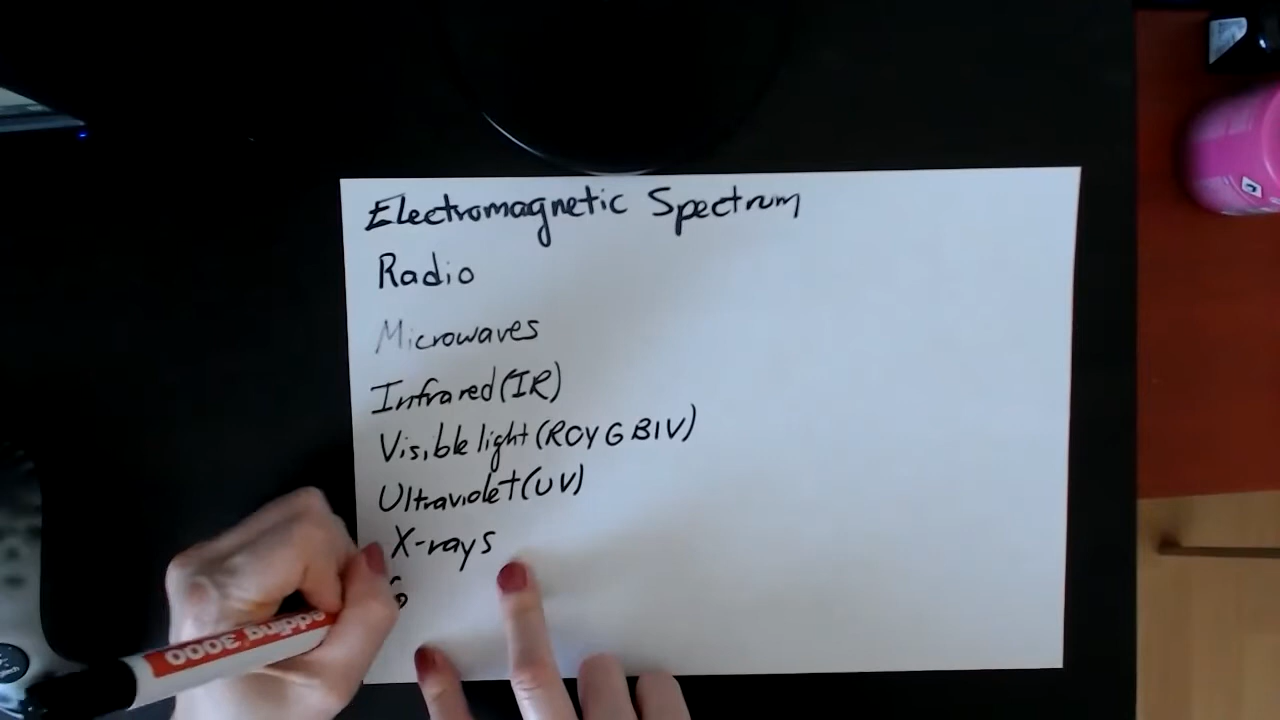 Electromagnetic Spectrum
Radio
Microwaves
Infrared (IR)
Visible light (ROY G BIV)
Ultraviolet (UV)
X-rays
G
edding 3000